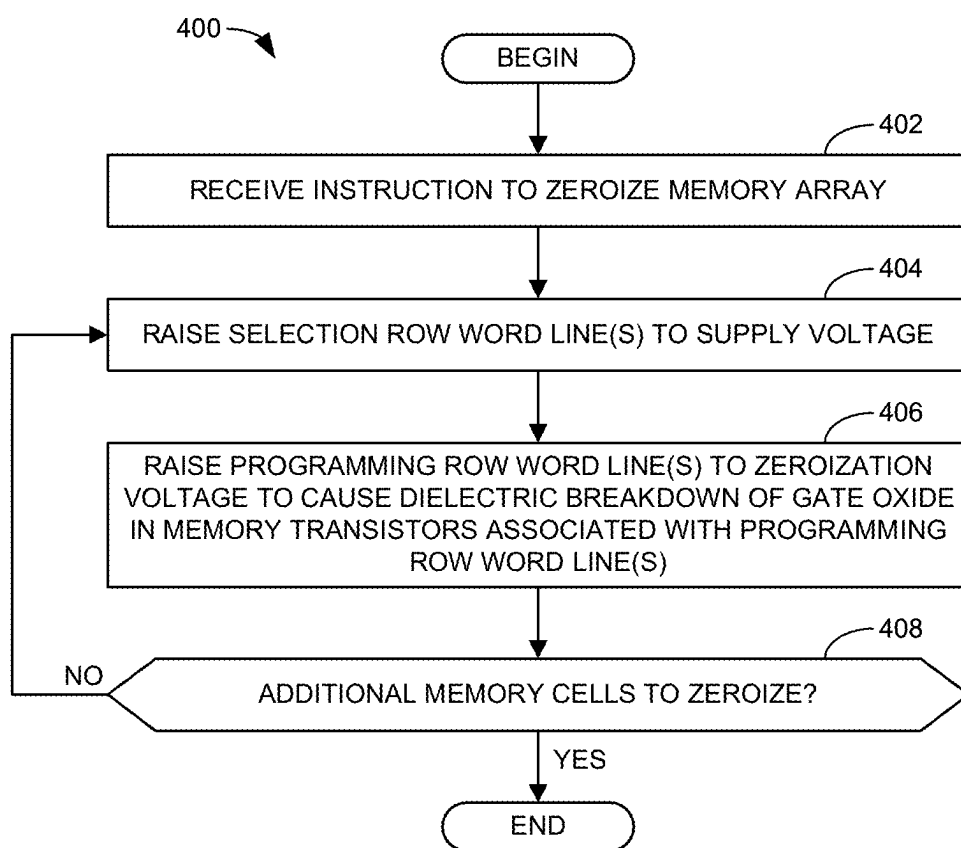 400
BEGIN
402
RECEIVE INSTRUCTION TO ZEROIZE MEMORY ARRAY
404
RAISE SELECTION ROW WORD LINE(S) TO SUPPLY VOLTAGE
406
RAISE PROGRAMMING ROW WORD LINE(S) TO ZEROIZATION
VOLTAGE TO CAUSE DIELECTRIC BREAKDOWN OF GATE OXIDE
IN MEMORY TRANSISTORS ASSOCIATED WITH PROGRAMMING
ROW WORD LINE(S)
408
NO
ADDITIONAL MEMORY CELLS TO ZEROIZE?
YES
END